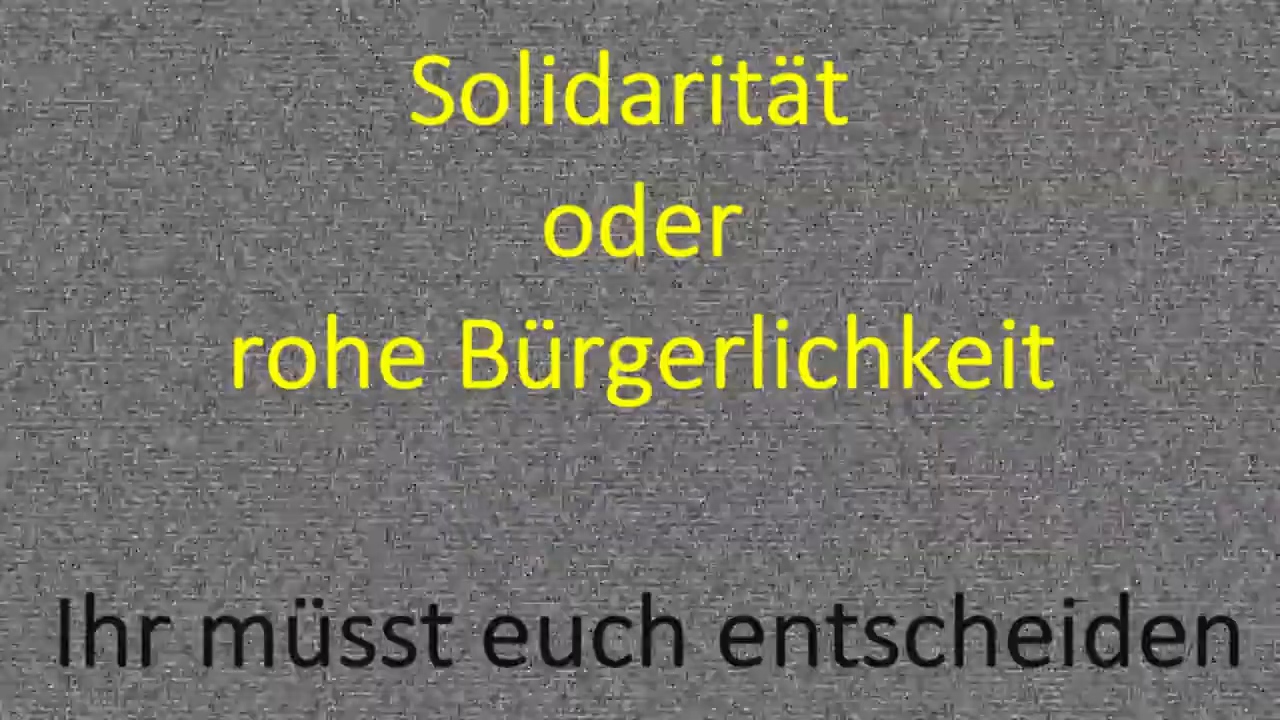 Solidarität
oder
rohe Bürgerlichkeit
Ihr müsst euch entscheiden